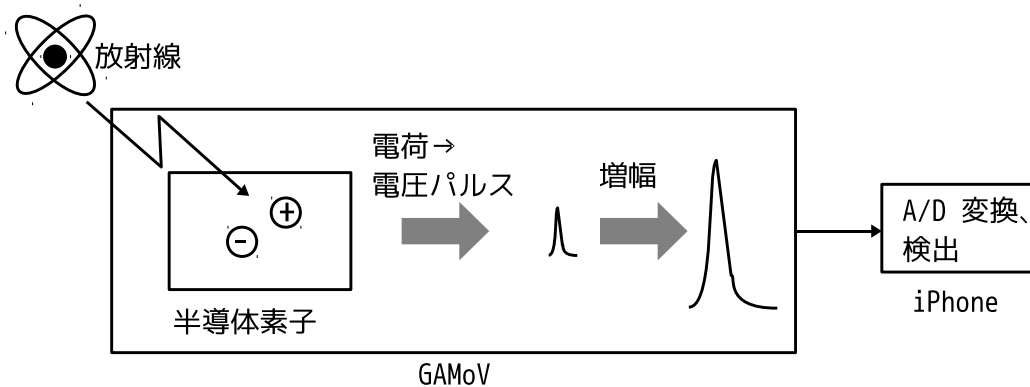 放射線
電荷→
電圧パルス
増幅
A/D 変換、
検出
+
-
半導体素子
iPhone
GAMoV